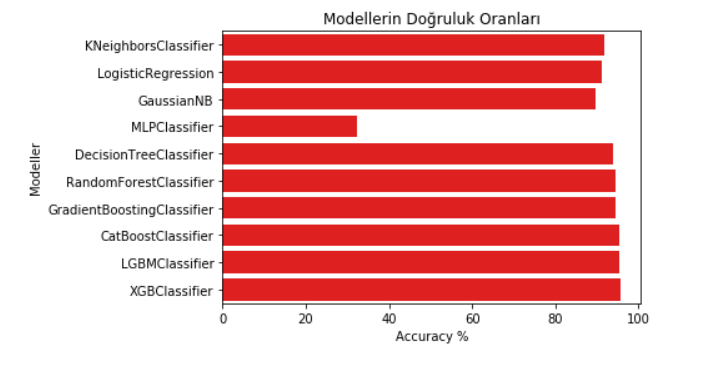 Modellerin Doğruluk Oranları
KNeighborsClassifier
LogisticRegression
GaussianNB
MLPClassifier
DecisionTreeClassifier
RandomForestClassifier
GradientBoostingClassifier
CatBoostClassifier
LGBMClassifier
XGBClassifier
Modeller
0 20 40 60 80 100
Accuracy %